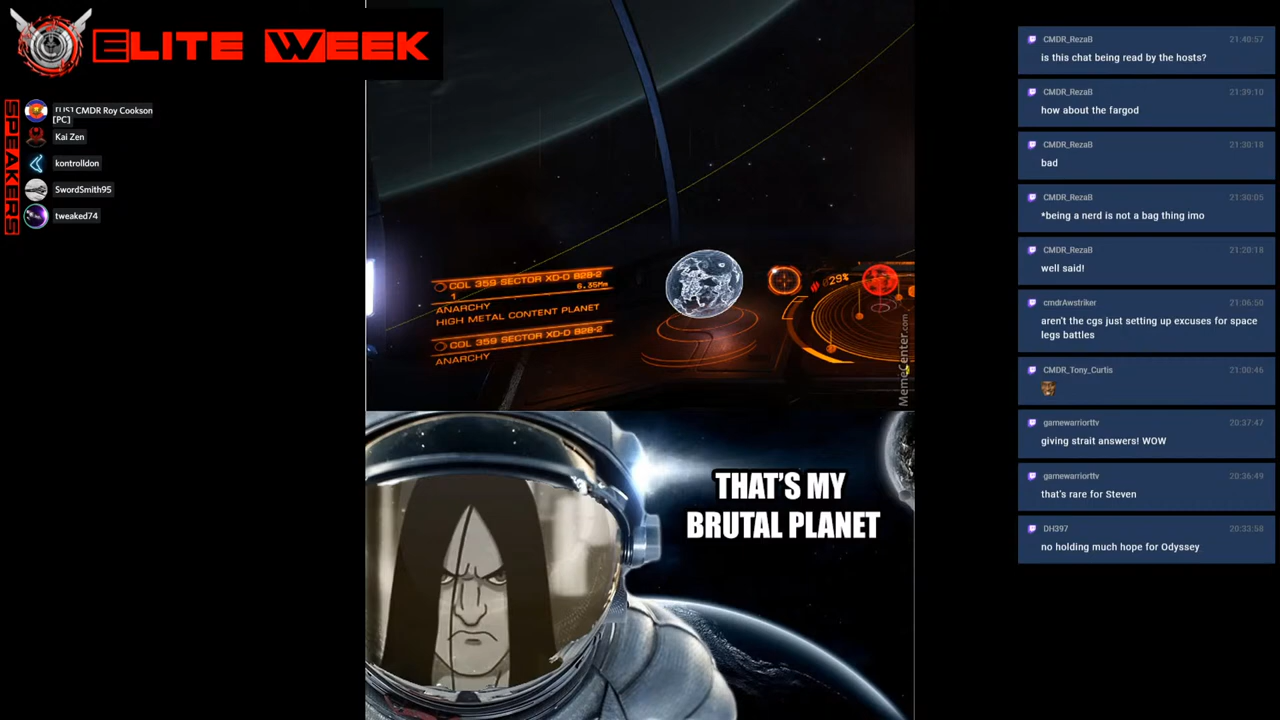 ELITE WEEK
SPEAKERS
[US] CMDR Roy Cookson
[PC]
Kai Zen
kontrolldon
SwordSmith95
tweaked74
COL 359 SECTOR XD-D B28-2
1
6.35Mm
ANARCHY
HIGH METAL CONTENT PLANET
COL 359 SECTOR XD-D B28-2
ANARCHY
29%
MemeCenter.com
THAT'S MY
BRUTAL PLANET
CMDR_RezaB 21:40:57
is this chat being read by the hosts?
CMDR_RezaB 21:39:10
how about the fargod
CMDR_RezaB 21:30:18
bad
CMDR_RezaB 21:30:05
*being a nerd is not a bag thing imo
CMDR_RezaB 21:20:18
well said!
cmdrAwstriker 21:06:50
aren't the cgs just setting up excuses for space
legs battles
CMDR_Tony_Curtis 21:00:46
gamewarriorttv 20:37:47
giving strait answers! WOW
gamewarriorttv 20:36:49
that's rare for Steven
DH397 20:33:58
no holding much hope for Odyssey